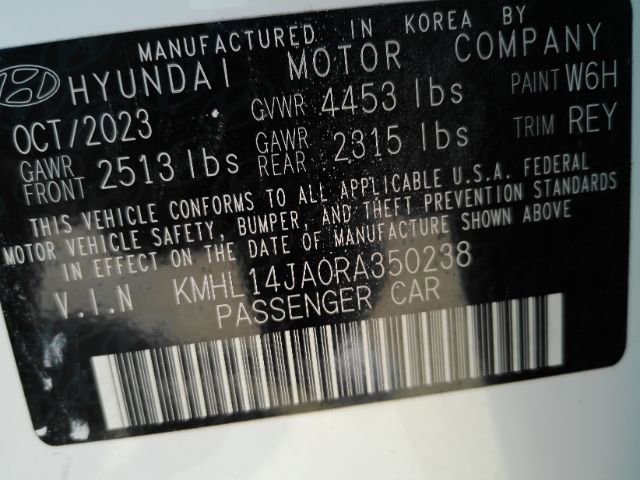 MANUFACTURED IN KOREA BY
HYUNDAI MOTOR COMPANY
OCT/2023 GVWR 4453 lbs PAINT W6H
GAWR FRONT 2513 lbs GAWR REAR 2315 lbs TRIM REY
THIS VEHICLE CONFORMS TO ALL APPLICABLE U.S.A. FEDERAL
MOTOR VEHICLE SAFETY, BUMPER, AND THEFT PREVENTION STANDARDS
IN EFFECT ON THE DATE OF MANUFACTURE SHOWN ABOVE
V.I.N KMHL14JA0RA350238
PASSENGER CAR